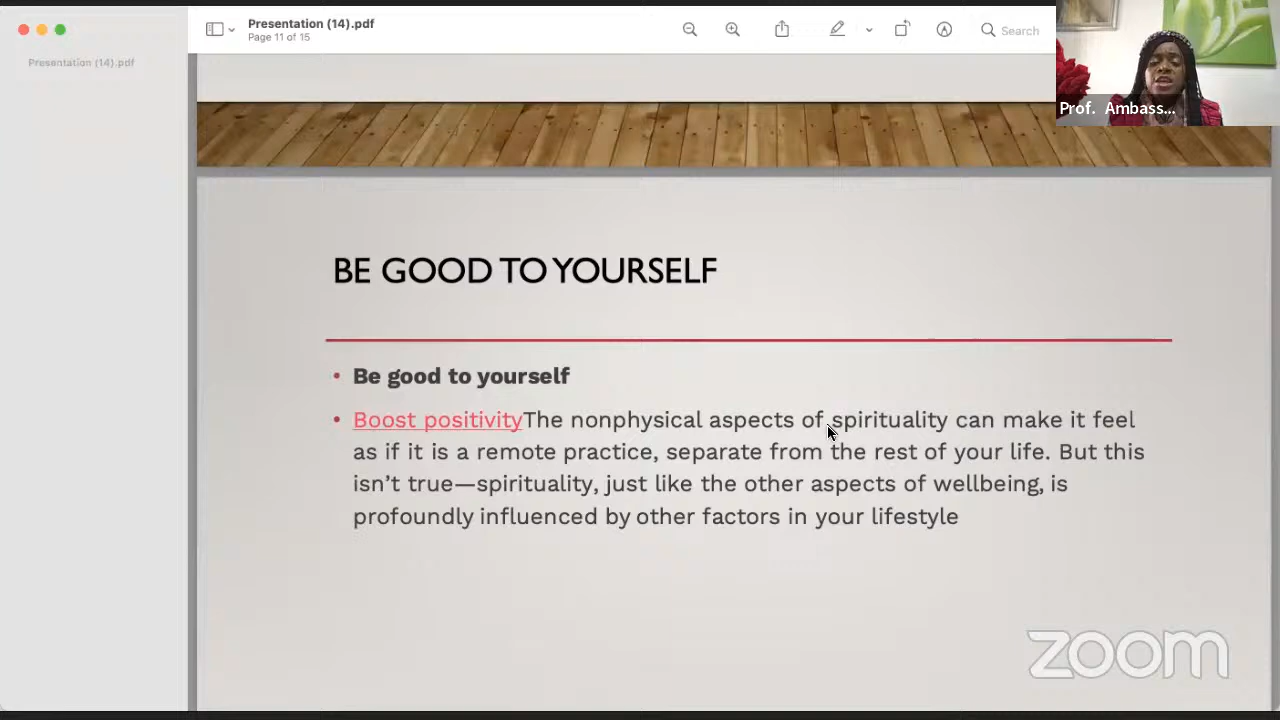 Presentation (14).pdf
Page 11 of 15
Search
Presentation (14).pdf
Prof. Ambass...
BE GOOD TO YOURSELF
• Be good to yourself
• Boost positivityThe nonphysical aspects of spirituality can make it feel
as if it is a remote practice, separate from the rest of your life. But this
isn’t true—spirituality, just like the other aspects of wellbeing, is
profoundly influenced by other factors in your lifestyle
zoom